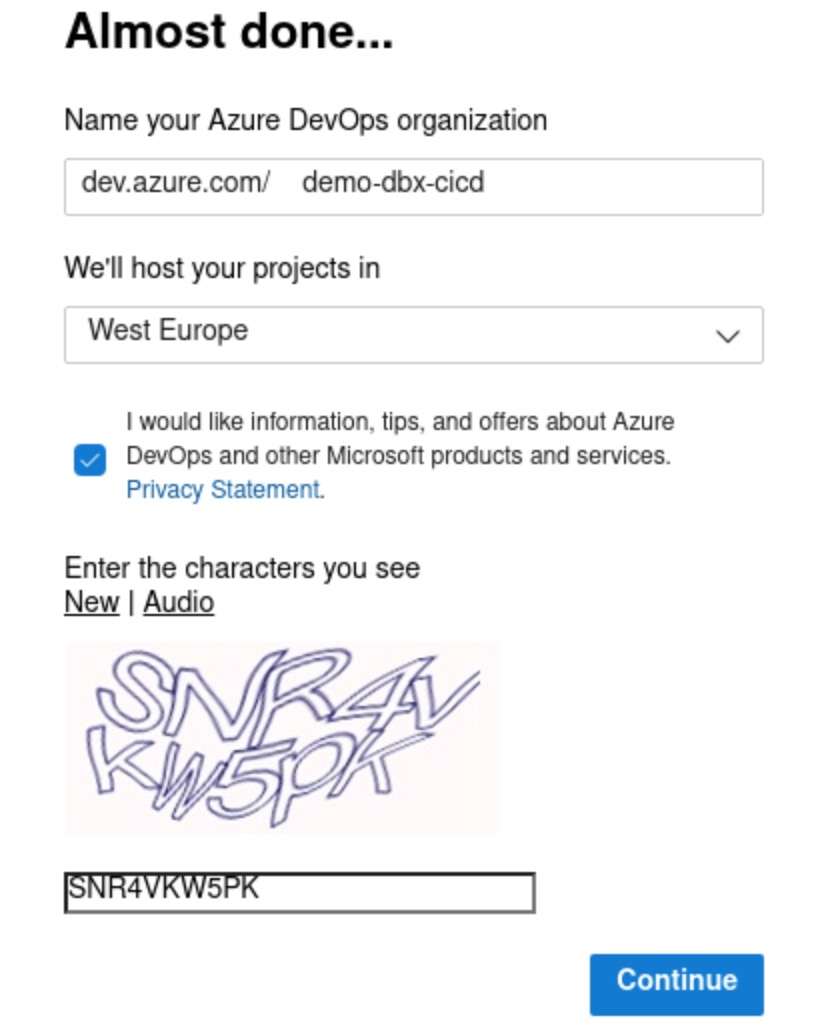 Almost done...
Name your Azure DevOps organization
dev.azure.com/ demo-dbx-cicd
We'll host your projects in
West Europe
I would like information, tips, and offers about Azure
DevOps and other Microsoft products and services.
Privacy Statement.
Enter the characters you see
New | Audio
SNR4V
KW5PK
SNR4VKW5PK
Continue